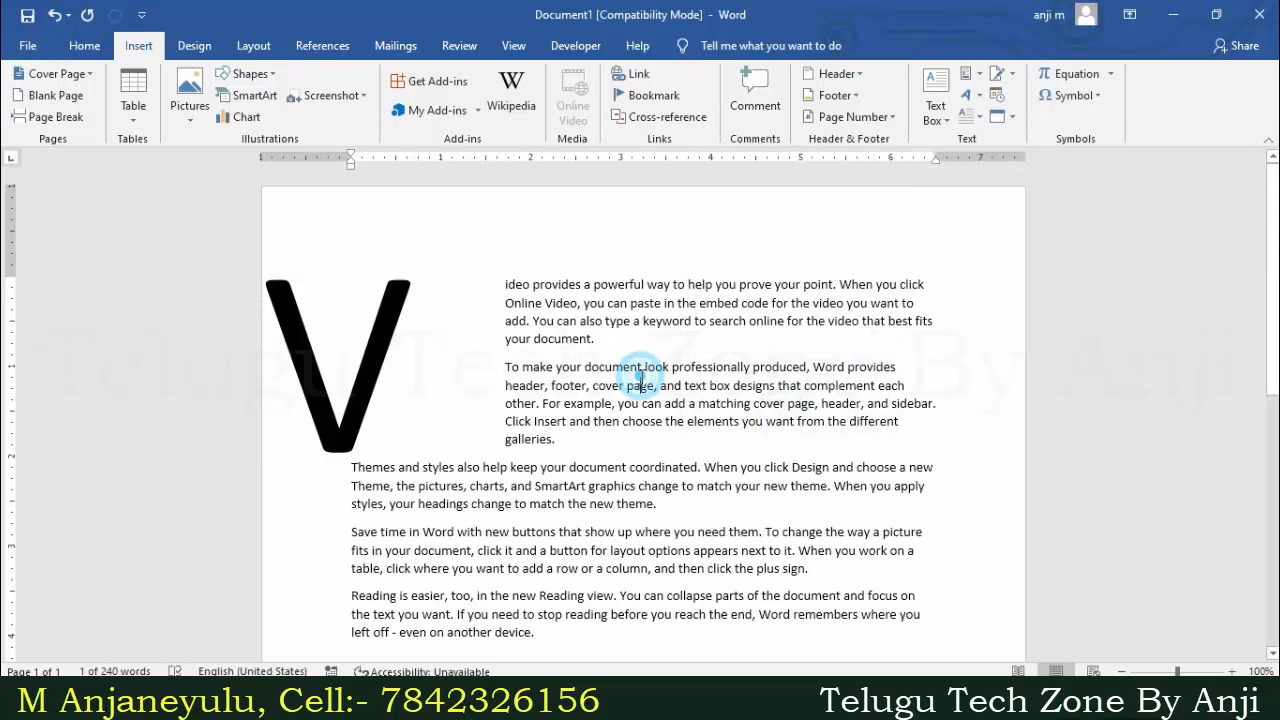 Document1 [Compatibility Mode] - Word
anji m
File Home Insert Design Layout References Mailings Review View Developer Help Tell me what you want to do Share
Cover Page
Blank Page
Page Break
Pages
Table
Tables
Pictures
Shapes
SmartArt
Chart
Screenshot
Illustrations
Get Add-ins
My Add-ins
W
Wikipedia
Add-ins
Online
Video
Media
Link
Bookmark
Cross-reference
Links
Comment
Comments
Header
Footer
Page Number
Header & Footer
Text
Box
Text
Equation
Symbol
Symbols
1 1 2 3 4 5 6 7
V
ideo provides a powerful way to help you prove your point. When you click
Online Video, you can paste in the embed code for the video you want to
add. You can also type a keyword to search online for the video that best fits
your document.
To make your document look professionally produced, Word provides
header, footer, cover page, and text box designs that complement each
other. For example, you can add a matching cover page, header, and sidebar.
Click Insert and then choose the elements you want from the different
galleries.
Themes and styles also help keep your document coordinated. When you click Design and choose a new
Theme, the pictures, charts, and SmartArt graphics change to match your new theme. When you apply
styles, your headings change to match the new theme.
Save time in Word with new buttons that show up where you need them. To change the way a picture
fits in your document, click it and a button for layout options appears next to it. When you work on a
table, click where you want to add a row or a column, and then click the plus sign.
Reading is easier, too, in the new Reading view. You can collapse parts of the document and focus on
the text you want. If you need to stop reading before you reach the end, Word remembers where you
left off - even on another device.
Telugu Tech Zone By Anji
Page 1 of 1 1 of 240 words English (United States) Accessibility: Unavailable 100%
M Anjaneyulu, Cell:- 7842326156 Telugu Tech Zone By Anji